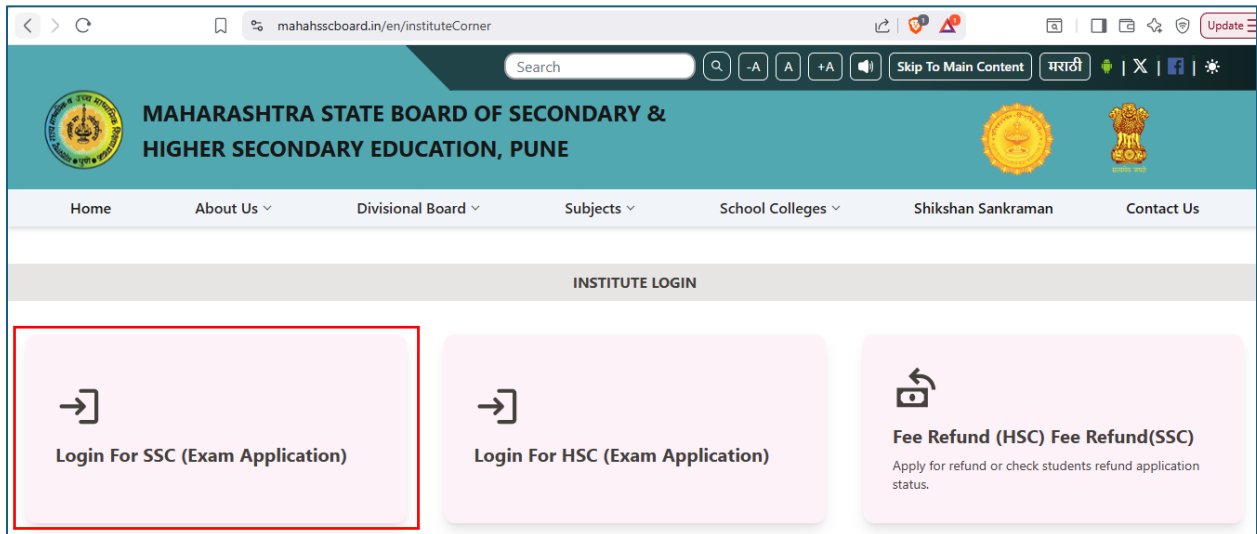 mahahsscboard.in/en/instituteCorner
Update
Search
-A
A
+A
Skip To Main Content
मराठी
MAHARASHTRA STATE BOARD OF SECONDARY &
HIGHER SECONDARY EDUCATION, PUNE
Home About Us Divisional Board Subjects School Colleges Shikshan Sankraman Contact Us
INSTITUTE LOGIN
Login For SSC (Exam Application)
Login For HSC (Exam Application)
Fee Refund (HSC) Fee Refund(SSC)
Apply for refund or check students refund application
status.